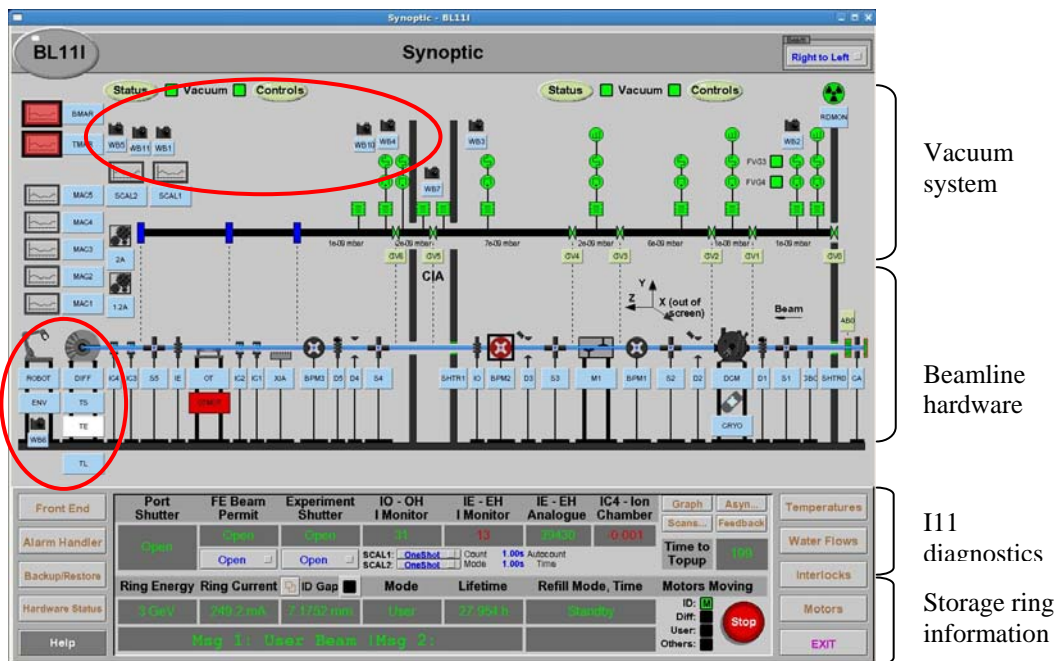 Synoptic - BL11I
BL11I
Synoptic
Beam
Right to Left
Status Vacuum Controls
Status Vacuum Controls
BMAR
TMAR
WB5 WB11 WB1
WB10 WB4
WB3
WB2
RDMON
WB7
FVG3
FVG4
MAC5 SCAL2 SCAL1
MAC4
MAC3
2A
MAC2
MAC1
1.2A
1e-09 mbar 2e-09 mbar 7e-09 mbar 2e-09 mbar 6e-09 mbar 1e-08 mbar 1e-09 mbar
GV6 GV5 GV4 GV3 GV2 GV1 GV0
CIA
Y
Z
X (out of
screen)
Beam
AB0
ROBOT DIFF IC4 IC3 S5 IE OT IC2 IC1 XIA BPM3 D5 D4 S4 SHTR1 IO BPM2 D3 S3 M1 BPM1 S2 D2 DCM D1 S1 SHTR0 CA
ENV TS
TE
CRYO
WB6
TL
Vacuum
system
Beamline
hardware
I11
diagnostics
Storage ring
information
Front End
Alarm Handler
Backup/Restore
Hardware Status
Help
Port
Shutter
FE Beam
Permit
Experiment
Shutter
IO - OH
I Monitor
IE - EH
I Monitor
IE - EH
Analogue
IC4 - Ion
Chamber
Graph Asyn...
Scans... Feedback
Open Open Open 31 13 39430 -0.001
Open Open
SCAL1: OneShot Count 1.00s Autocount
SCAL2: OneShot Mode 1.00s Time
Time to
Topup
199
Ring Energy Ring Current ID Gap Mode Lifetime Refill Mode, Time Motors Moving
3 GeV 249.2 mA 7.1752 mm User 27.954 h Standby
ID: M
Diff:
User:
Others:
Stop
Msg 1: User Beam |Msg 2:
Temperatures
Water Flows
Interlocks
Motors
EXIT